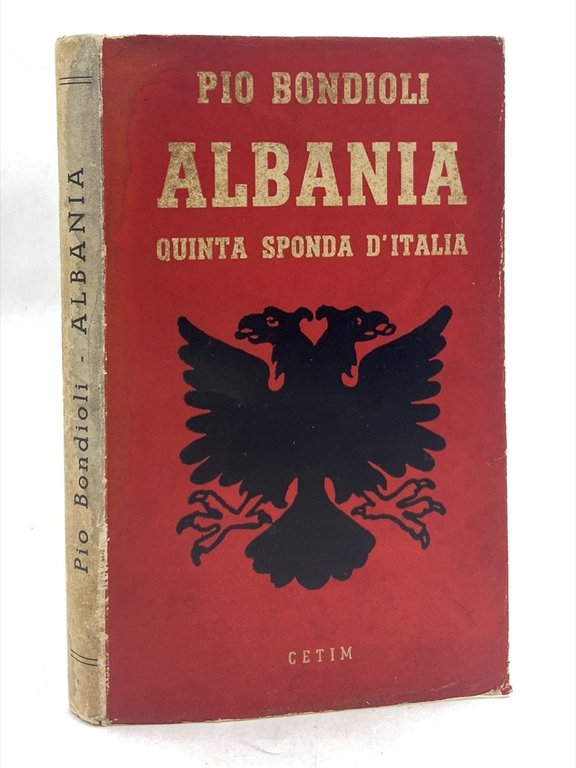 PIO BONDIOLI
ALBANIA
QUINTA SPONDA D'ITALIA
CETIM
Pio Bondioli - ALBANIA